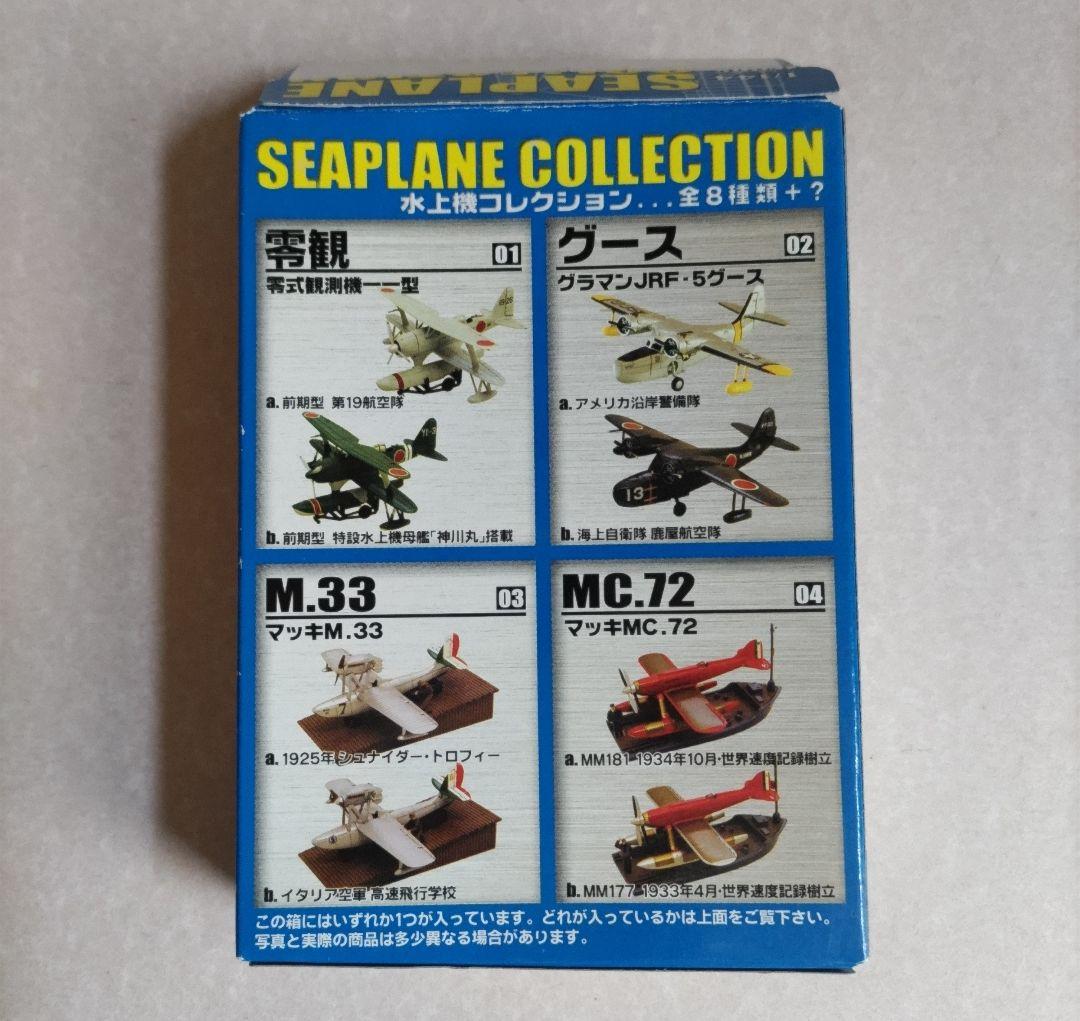 SEAPLANE
SEAPLANE COLLECTION
水上機コレクション...全8種類+?
零観 01
零式観測機一一型
a.前期型 第19航空隊
b.前期型 特設水上機母艦「神川丸」搭載
グース 02
グラマンJRF-5グース
a.アメリカ沿岸警備隊
13
b.海上自衛隊 鹿屋航空隊
M.33 03
マッキM.33
7
a.1925年シュナイダー・トロフィー
b.イタリア空軍 高速飛行学校
MC.72 04
マッキMC.72
a.MM181 1934年10月・世界速度記録樹立
b.MM177 1933年4月・世界速度記録樹立
この箱にはいずれか1つが入っています。どれが入っているかは上面をご覧下さい。
写真と実際の商品は多少異なる場合があります。